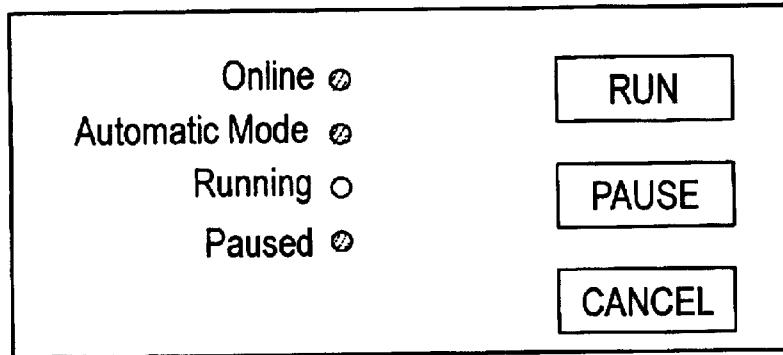 Online
Automatic Mode
Running
Paused
RUN
PAUSE
CANCEL